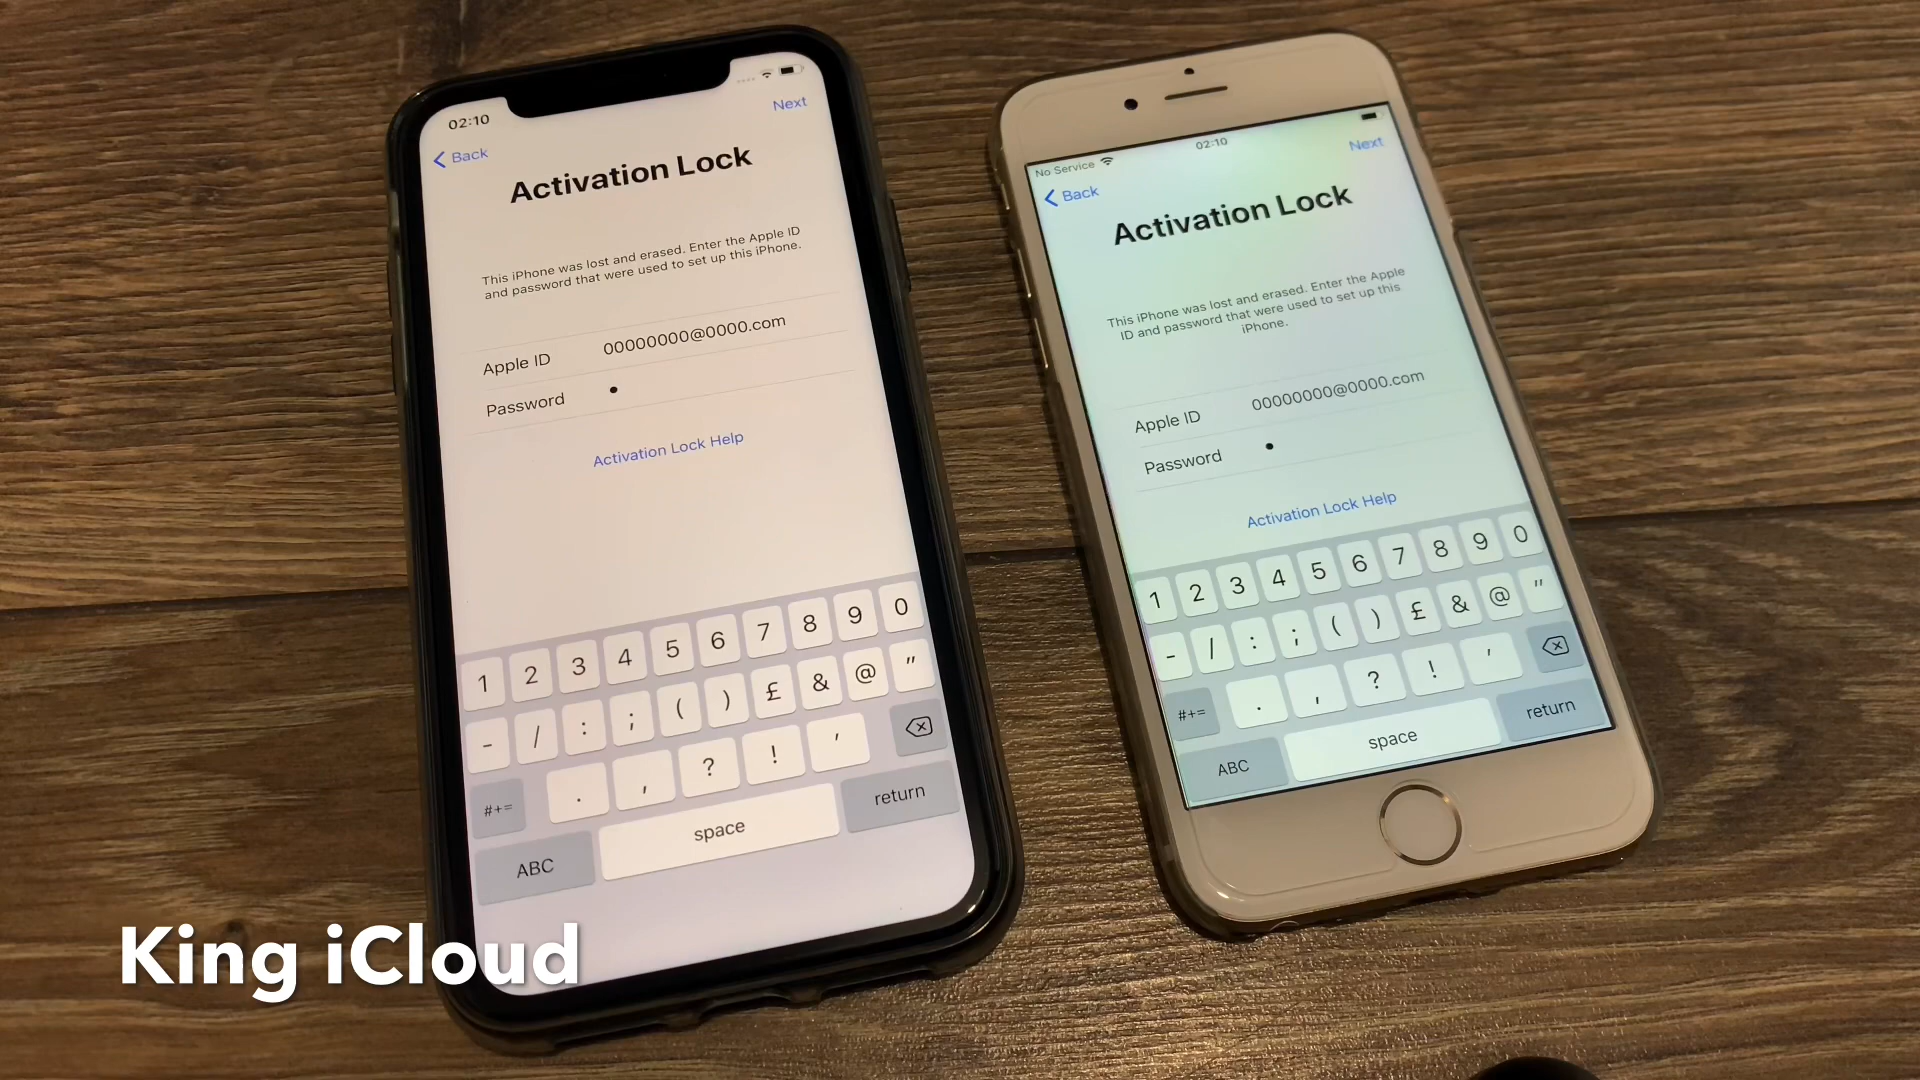 02:10
Next
Back
Activation Lock
This iPhone was lost and erased. Enter the Apple ID
and password that were used to set up this iPhone.
Apple ID 00000000@0000.com
Password •
Activation Lock Help
1 2 3 4 5 6 7 8 9 0
- / : ; ( ) £ & @ "
#+= . , ? ! '
ABC space return
No Service 02:10
Back Next
Activation Lock
This iPhone was lost and erased. Enter the Apple
ID and password that were used to set up this
iPhone.
Apple ID 00000000@0000.com
Password •
Activation Lock Help
1 2 3 4 5 6 7 8 9 0
- / : ; ( ) £ & @ "
#+= . , ? ! '
ABC space return
King iCloud